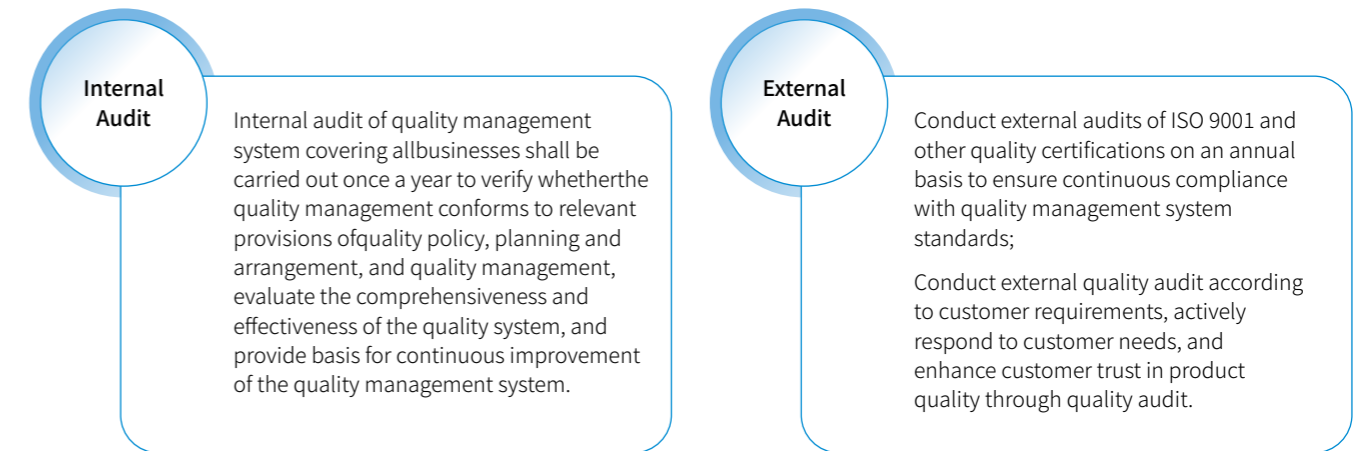 Internal
Audit
Internal audit of quality management
system covering allbusinesses shall be
carried out once a year to verify whetherthe
quality management conforms to relevant
provisions ofquality policy, planning and
arrangement, and quality management,
evaluate the comprehensiveness and
effectiveness of the quality system, and
provide basis for continuous improvement
of the quality management system.
External
Audit
Conduct external audits of ISO 9001 and
other quality certifications on an annual
basis to ensure continuous compliance
with quality management system
standards;
Conduct external quality audit according
to customer requirements, actively
respond to customer needs, and
enhance customer trust in product
quality through quality audit.